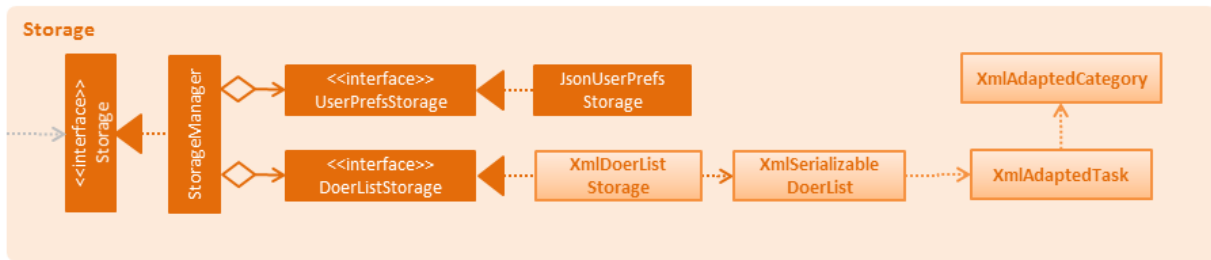 Storage
<<interface>>
Storage
StorageManager
<<interface>>
UserPrefsStorage
JsonUserPrefs
Storage
<<interface>>
DoerListStorage
XmlDoerList
Storage
XmlSerializable
DoerList
XmlAdaptedCategory
XmlAdaptedTask